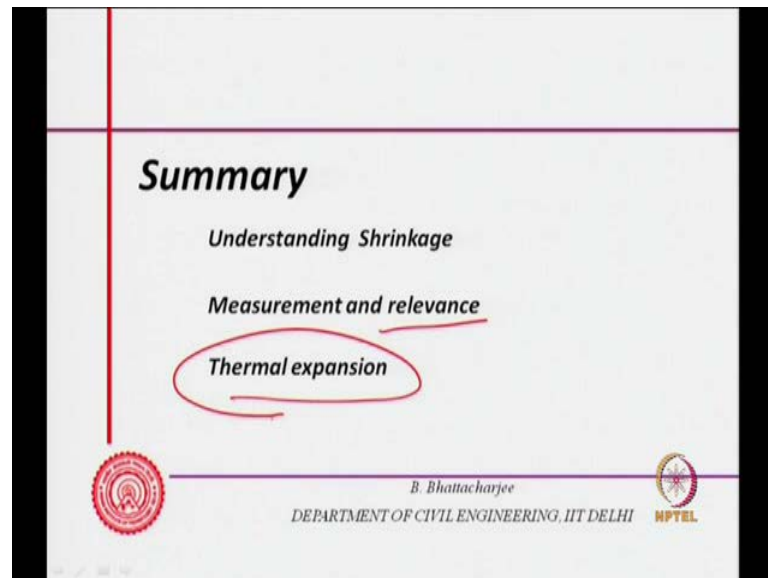 Summary
Understanding Shrinkage
Measurement and relevance
Thermal expansion
B. Bhattacharjee
DEPARTMENT OF CIVIL ENGINEERING, IIT DELHI
NPTEL